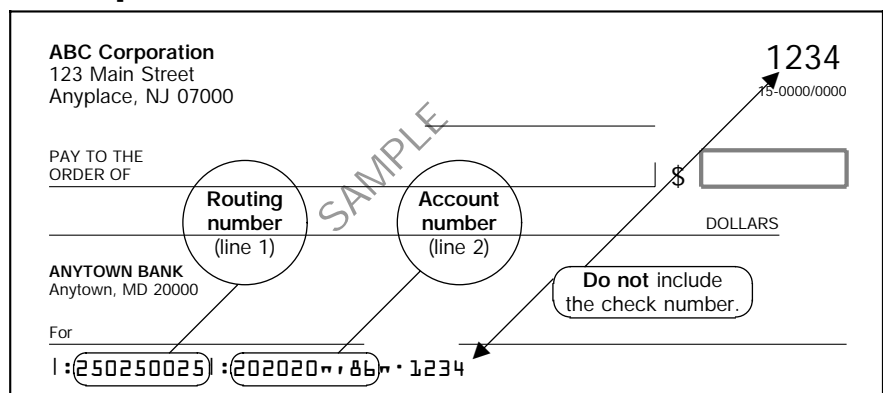 ABC Corporation
123 Main Street
Anyplace, NJ 07000
1234
15-0000/0000
SAMPLE
PAY TO THE
ORDER OF
$
Routing
number
(line 1)
Account
number
(line 2)
DOLLARS
ANYTOWN BANK
Anytown, MD 20000
Do not include
the check number.
For
|:250250025|:202020"'86"• 1234